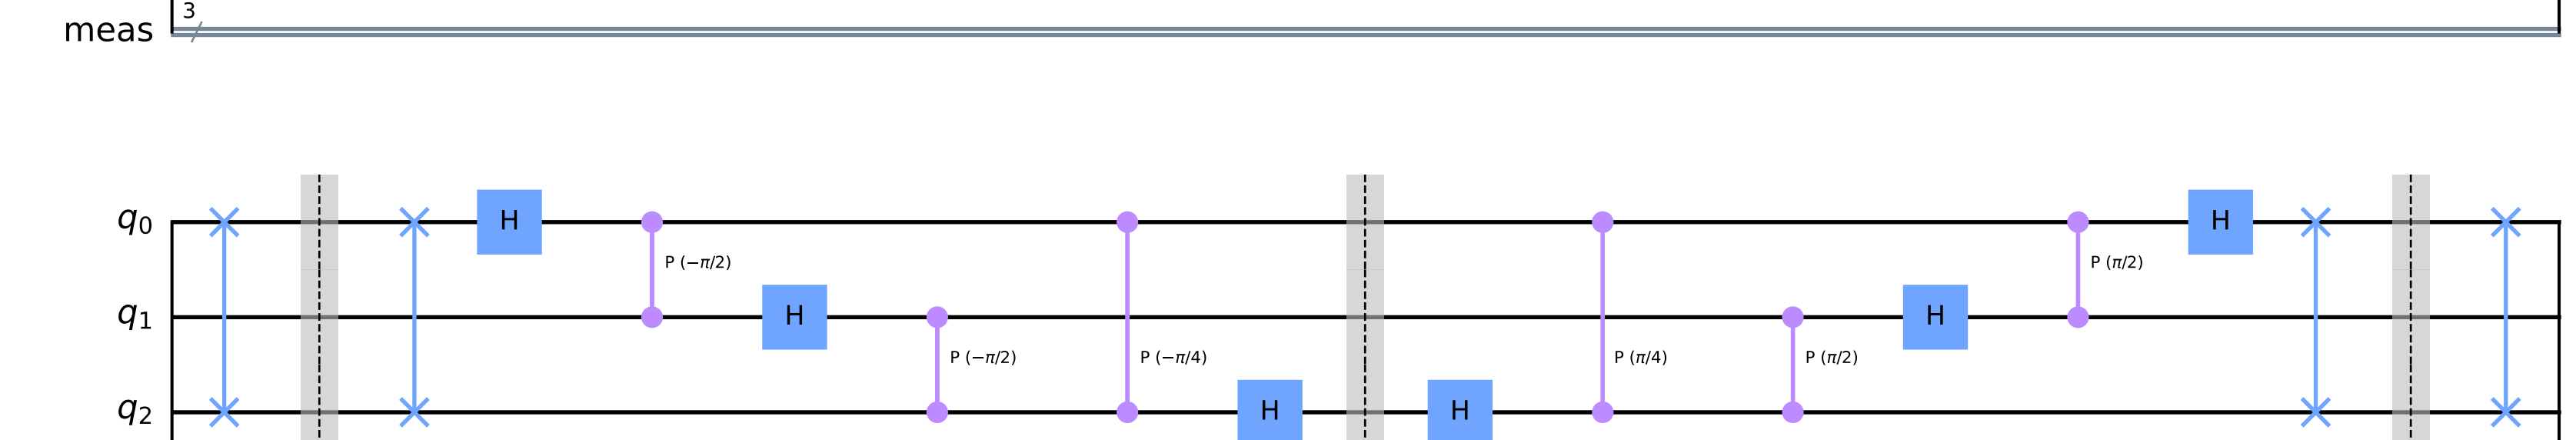 3
meas
q0 H H
P (−π/2) P (π/2)
q1 H H
P (−π/2) P (−π/4) P (π/4) P (π/2)
q2 H H